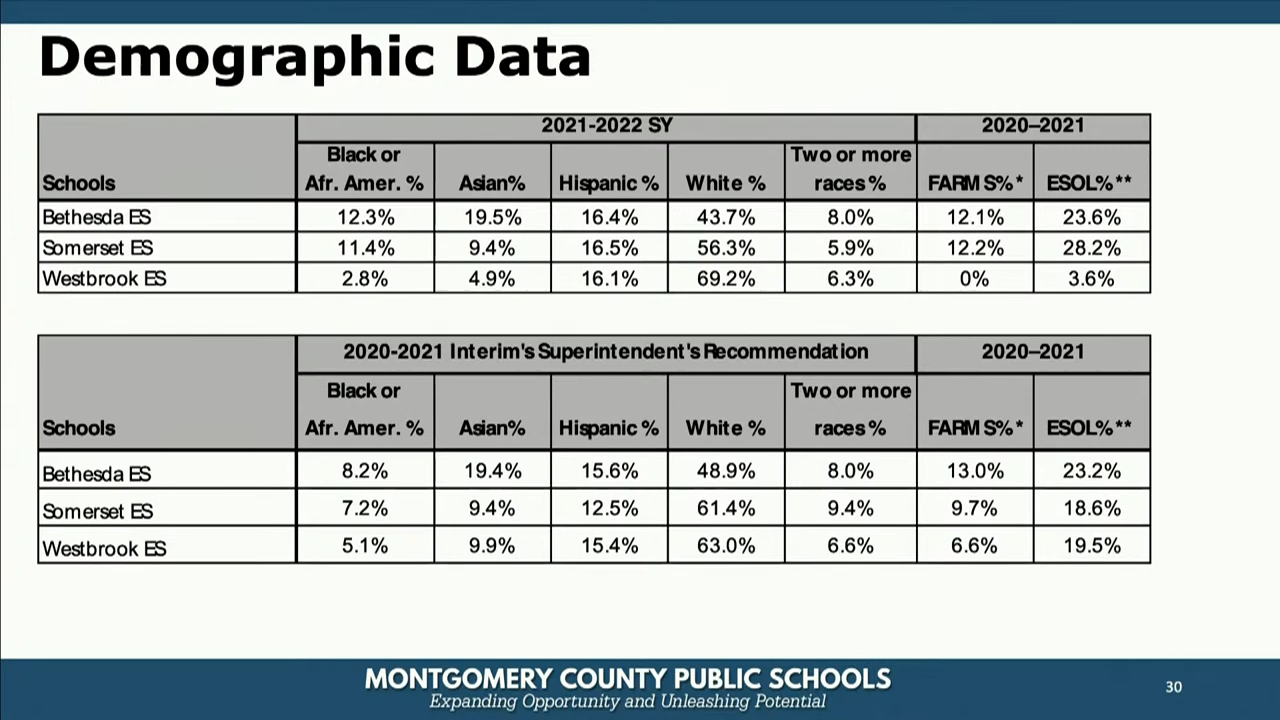 Demographic Data
2021-2022 SY 2020–2021
Schools Black or Afr. Amer. % Asian% Hispanic % White % Two or more races % FARMS%* ESOL%**
Bethesda ES 12.3% 19.5% 16.4% 43.7% 8.0% 12.1% 23.6%
Somerset ES 11.4% 9.4% 16.5% 56.3% 5.9% 12.2% 28.2%
Westbrook ES 2.8% 4.9% 16.1% 69.2% 6.3% 0% 3.6%
2020-2021 Interim's Superintendent's Recommendation 2020–2021
Schools Black or Afr. Amer. % Asian% Hispanic % White % Two or more races % FARMS%* ESOL%**
Bethesda ES 8.2% 19.4% 15.6% 48.9% 8.0% 13.0% 23.2%
Somerset ES 7.2% 9.4% 12.5% 61.4% 9.4% 9.7% 18.6%
Westbrook ES 5.1% 9.9% 15.4% 63.0% 6.6% 6.6% 19.5%
MONTGOMERY COUNTY PUBLIC SCHOOLS
Expanding Opportunity and Unleashing Potential
30